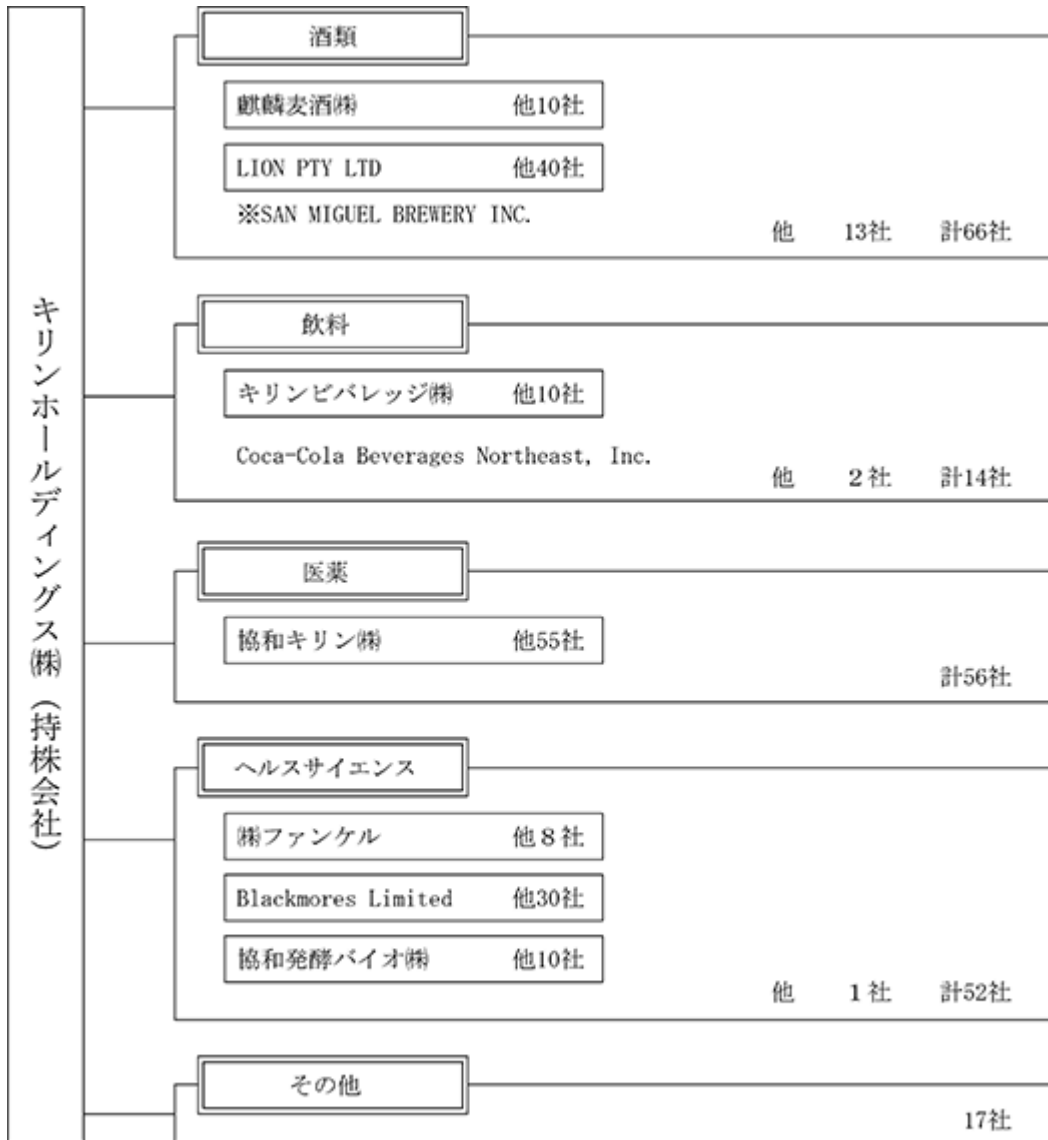 キリンホールディングス㈱（持株会社）
酒類
麒麟麦酒㈱ 他10社
LION PTY LTD 他40社
※SAN MIGUEL BREWERY INC.
他 13社 計66社
飲料
キリンビバレッジ㈱ 他10社
Coca-Cola Beverages Northeast, Inc.
他 2社 計14社
医薬
協和キリン㈱ 他55社
計56社
ヘルスサイエンス
㈱ファンケル 他8社
Blackmores Limited 他30社
協和発酵バイオ㈱ 他10社
他 1社 計52社
その他
17社